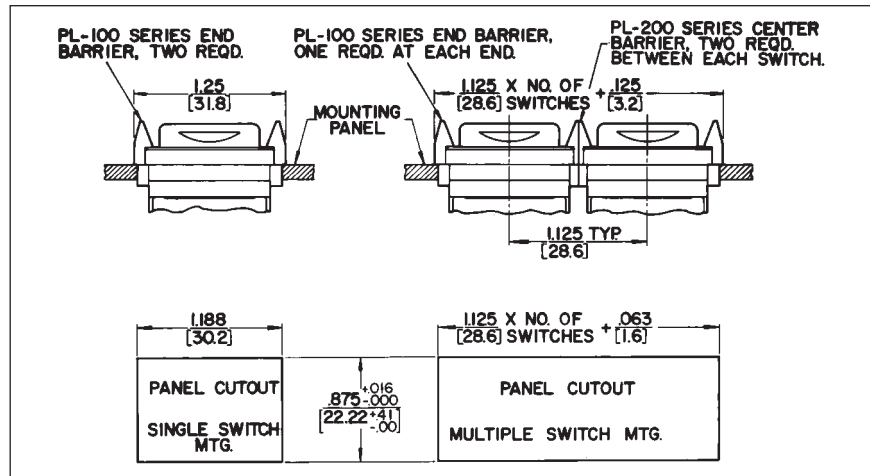 PL-100 SERIES END
BARRIER, TWO REQD.
PL-100 SERIES END BARRIER,
ONE REQD. AT EACH END.
PL-200 SERIES CENTER
BARRIER, TWO REQD.
BETWEEN EACH SWITCH.
1.25
[31.8]
MOUNTING
PANEL
1.125 X NO. OF + .125
[28.6] SWITCHES [3.2]
1.125 TYP.
[28.6]
1.188
[30.2]
1.125 X NO. OF + .063
[28.6] SWITCHES [1.6]
PANEL CUTOUT
SINGLE SWITCH
MTG.
.875 +.016 -.000
[22.22 +.41 -.00]
PANEL CUTOUT
MULTIPLE SWITCH MTG.